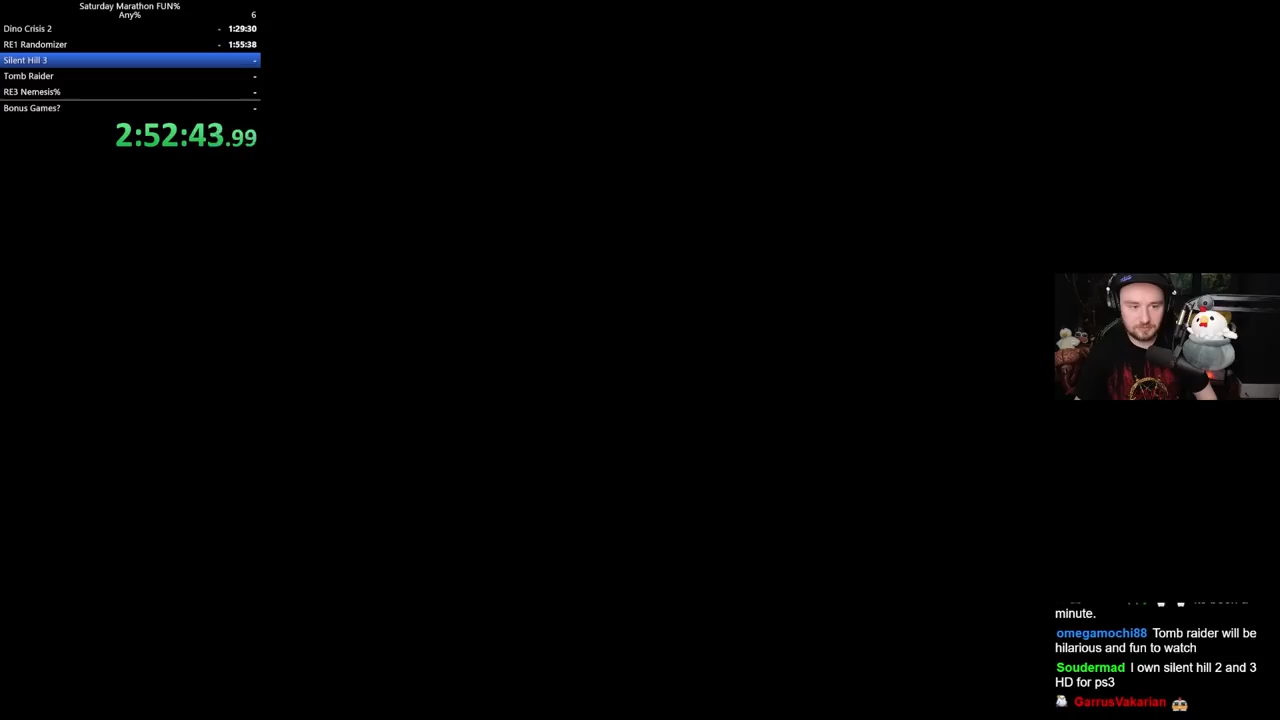 Saturday Marathon FUN%
Any% 6
Dino Crisis 2 - 1:29:30
RE1 Randomizer - 1:55:38
Silent Hill 3 -
Tomb Raider -
RE3 Nemesis% -
Bonus Games? -
2:52:43.99
minute.
omegamochi88 Tomb raider will be
hilarious and fun to watch
Soudermad I own silent hill 2 and 3
HD for ps3
GarrusVakarian